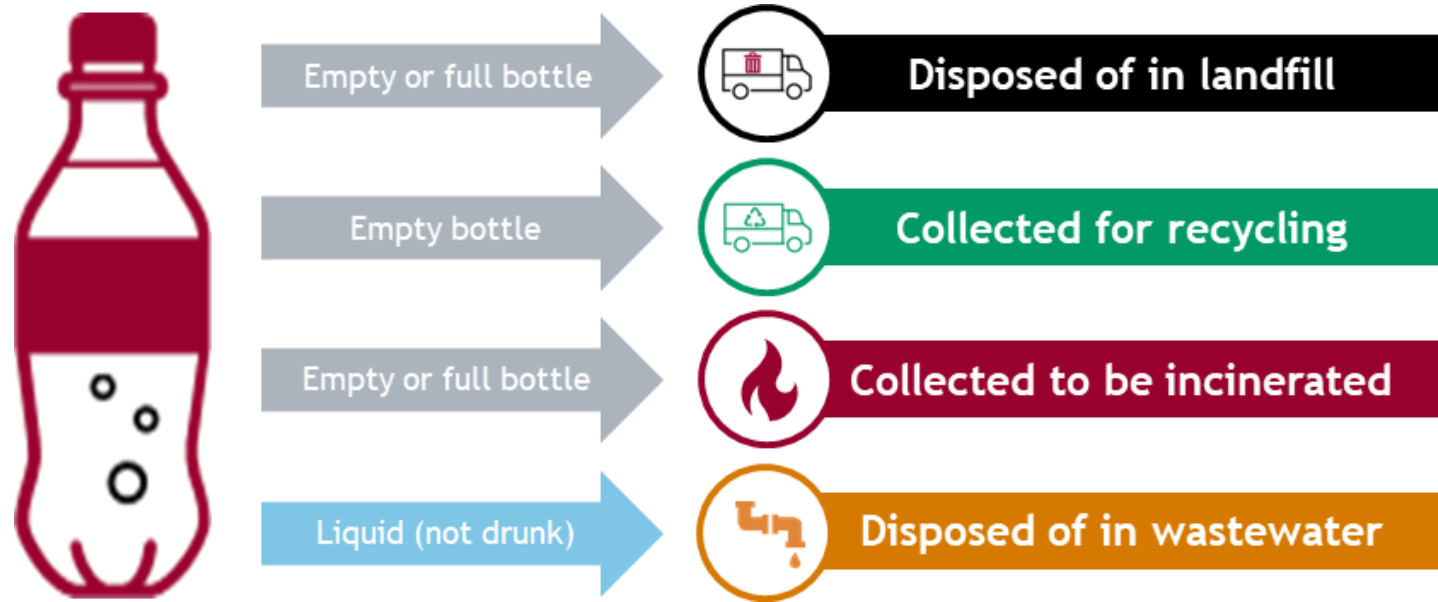 Empty or full bottle
Disposed of in landfill
Empty bottle
Collected for recycling
Empty or full bottle
Collected to be incinerated
Liquid (not drunk)
Disposed of in wastewater